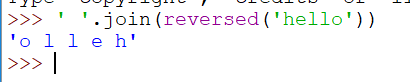 >>> ' '.join(reversed('hello'))
'o l l e h'
>>>